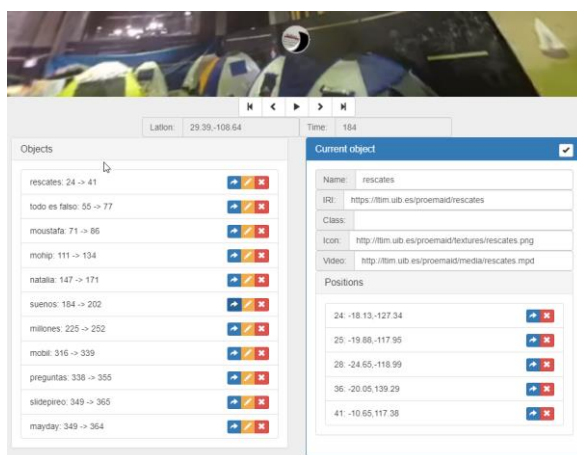 Latlon: 29.39,-108.64 Time: 184
Objects
rescates: 24 -> 41
todo es falso: 55 -> 77
moustafa: 71 -> 86
mohip: 111 -> 134
natalia: 147 -> 171
suenos: 184 -> 202
millones: 225 -> 252
mobil: 316 -> 339
preguntas: 338 -> 355
slidepireo: 349 -> 365
mayday: 349 -> 364
Current object
Name: rescates
IRI: https://ltim.uib.es/proemaid/rescates
Class:
Icon: http://ltim.uib.es/proemaid/textures/rescates.png
Video: http://ltim.uib.es/proemaid/media/rescates.mpd
Positions
24: -18.13,-127.34
25: -19.88,-117.95
28: -24.65,-118.99
36: -20.05,139.29
41: -10.65,117.38